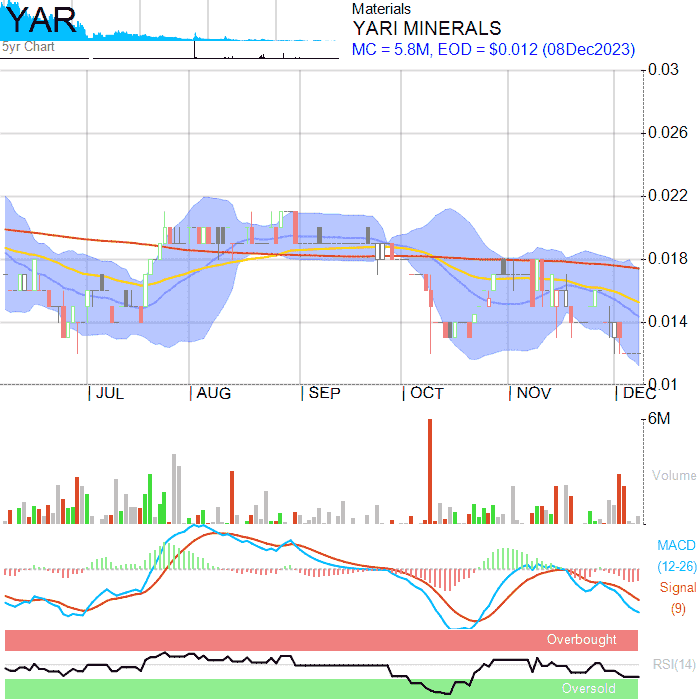 YAR
5yr Chart
Materials
YARI MINERALS
MC = 5.8M, EOD = $0.012 (08Dec2023)
0.03
0.026
0.022
0.018
0.014
0.01
JUL AUG SEP OCT NOV DEC
6M
Volume
MACD
(12-26)
Signal
(9)
Overbought
RSI(14)
Oversold